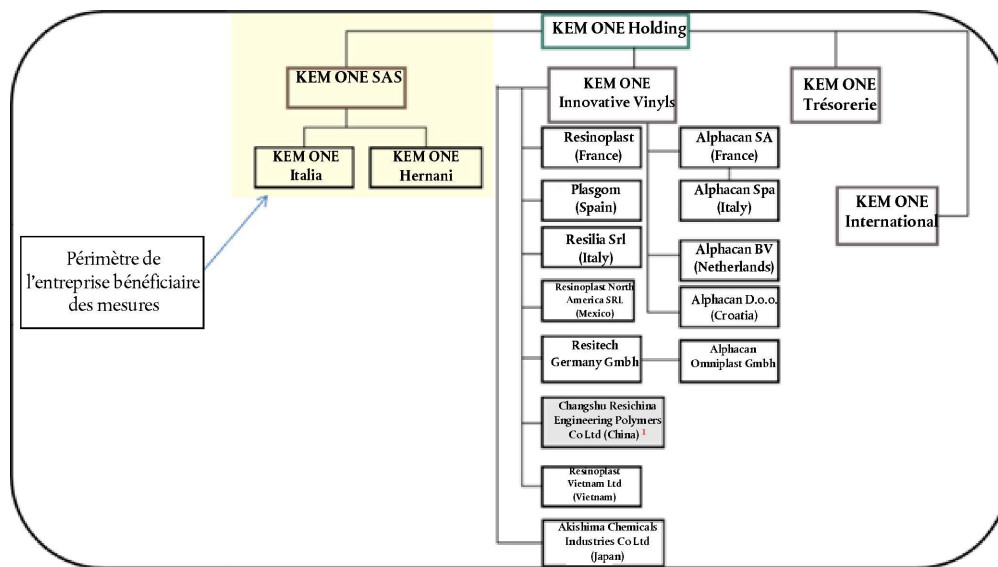 KEM ONE Holding
KEM ONE SAS
KEM ONE
Italia
KEM ONE
Hernani
Périmètre de
l'entreprise bénéficiaire
des mesures
KEM ONE
Innovative Vinyls
Resinoplast
(France)
Plasgom
(Spain)
Resilia Srl
(Italy)
Resinoplast North
America SRL
(Mexico)
Resitech
Germany Gmbh
Changshu Resichina
Engineering Polymers
Co Ltd (China) 1
Resinoplast
Vietnam Ltd
(Vietnam)
Akishima Chemicals
Industries Co Ltd
(Japan)
Alphacan SA
(France)
Alphacan Spa
(Italy)
Alphacan BV
(Netherlands)
Alphacan D.o.o.
(Croatia)
Alphacan
Omniplast Gmbh
KEM ONE
Trésorerie
KEM ONE
International